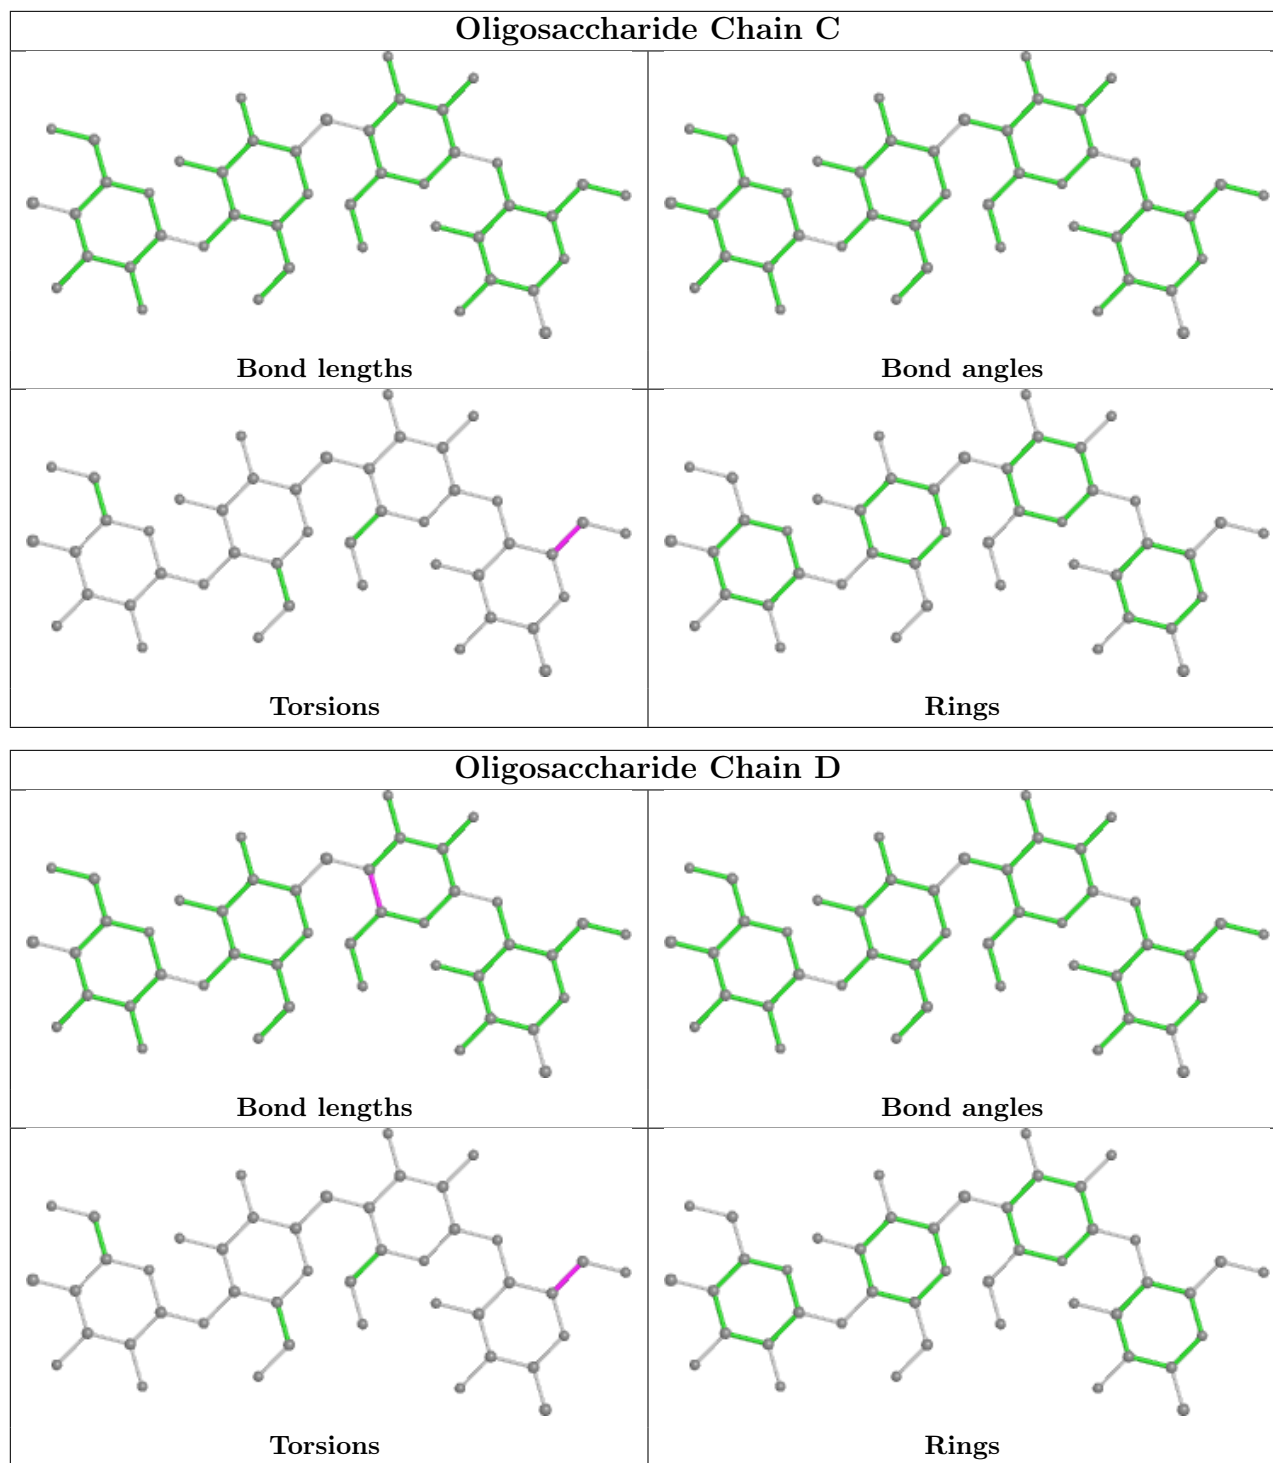 Oligosaccharide Chain C
Bond lengths
Bond angles
Torsions
Rings
Oligosaccharide Chain D
Bond lengths
Bond angles
Torsions
Rings